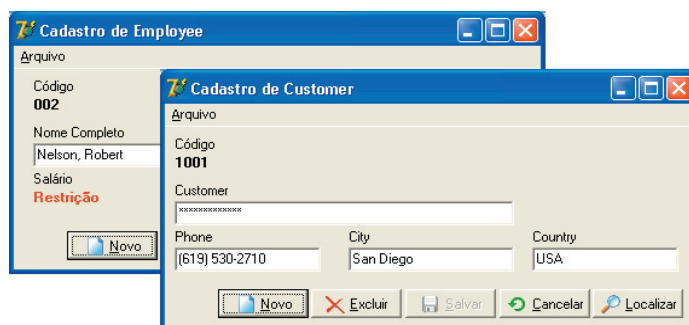 Cadastro de Employee
Arquivo
Código
002
Nome Completo
Nelson, Robert
Salário
Restrição
Novo
Cadastro de Customer
Arquivo
Código
1001
Customer
*************
Phone City Country
(619) 530-2710 San Diego USA
Novo Excluir Salvar Cancelar Localizar